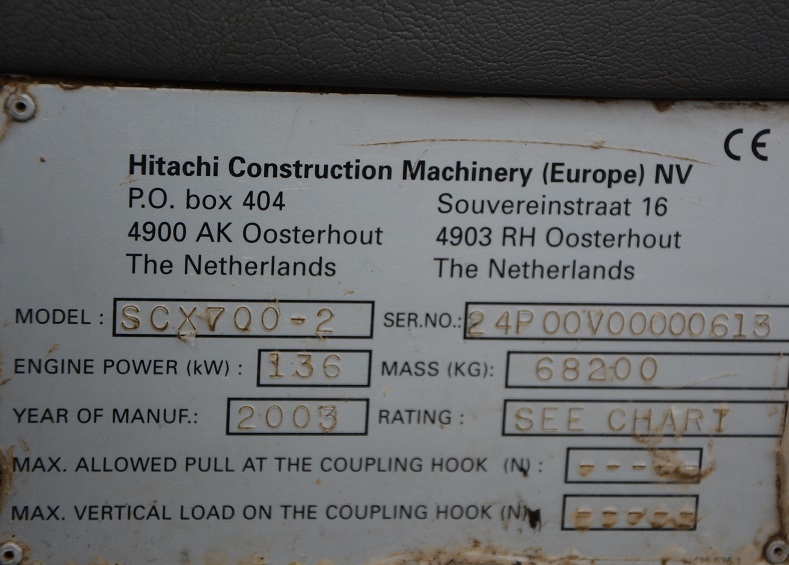 CE
Hitachi Construction Machinery (Europe) NV
P.O. box 404 Souvereinstraat 16
4900 AK Oosterhout 4903 RH Oosterhout
The Netherlands The Netherlands
MODEL : SCX700-2 SER.NO.: 24P00V00000613
ENGINE POWER (kW) : 136 MASS (KG): 68200
YEAR OF MANUF.: 2003 RATING : SEE CHART
MAX. ALLOWED PULL AT THE COUPLING HOOK (N) : -----
MAX. VERTICAL LOAD ON THE COUPLING HOOK (N) -----